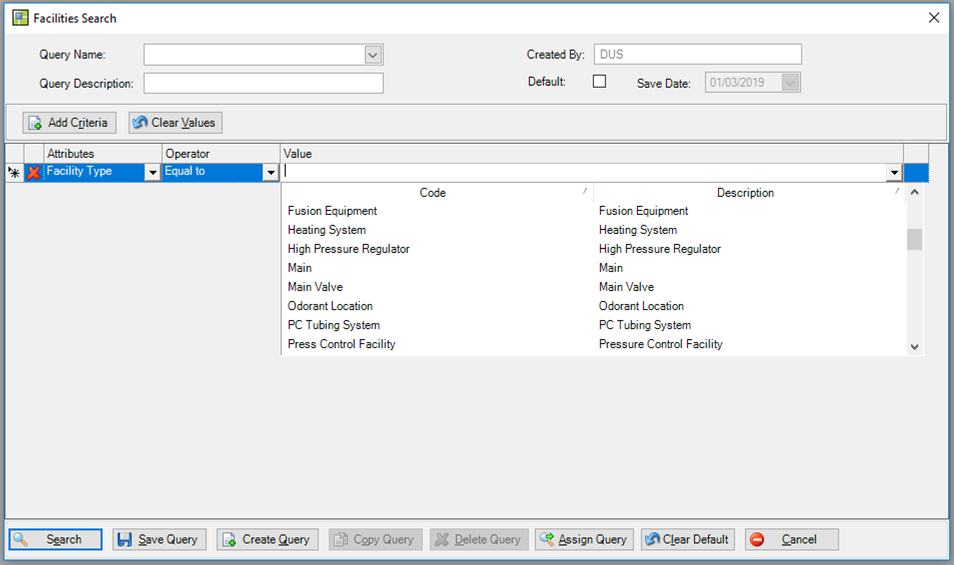 Facilities Search
Query Name:
Created By: DUS
Query Description:
Default:
Save Date: 01/03/2019
Add Criteria
Clear Values
Attributes Operator Value
Facility Type Equal to
Code Description
Fusion Equipment Fusion Equipment
Heating System Heating System
High Pressure Regulator High Pressure Regulator
Main Main
Main Valve Main Valve
Odorant Location Odorant Location
PC Tubing System PC Tubing System
Press Control Facility Pressure Control Facility
Search Save Query Create Query Copy Query Delete Query Assign Query Clear Default Cancel